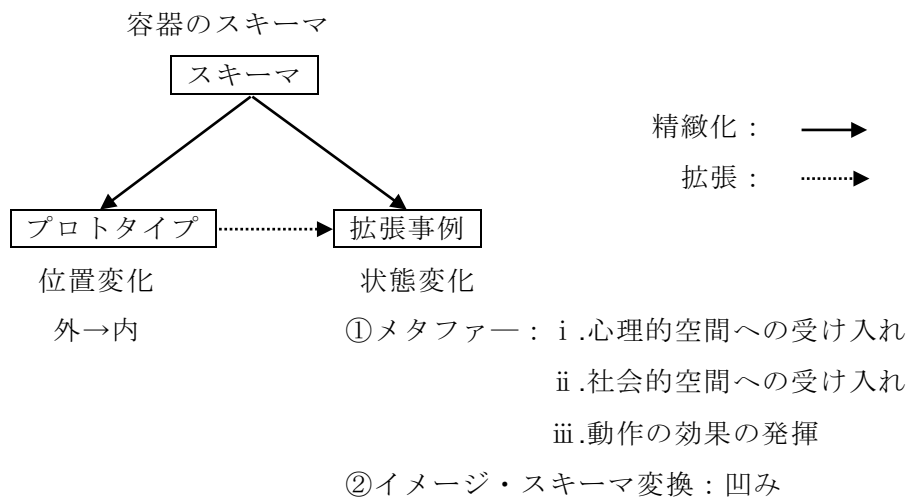 容器のスキーマ
スキーマ
精緻化：
拡張：
プロトタイプ
拡張事例
位置変化
状態変化
外→内
①メタファー：ⅰ.心理的空間への受け入れ
ⅱ.社会的空間への受け入れ
ⅲ.動作の効果の発揮
②イメージ・スキーマ変換：凹み